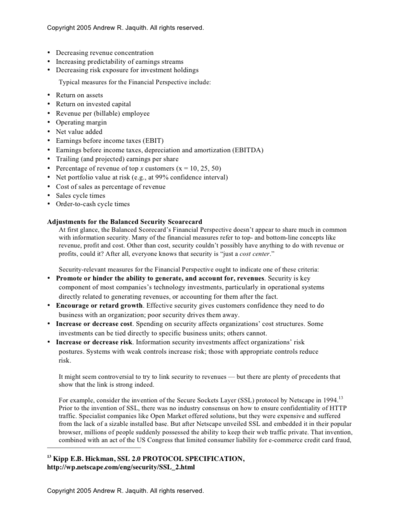 Copyright 2005 Andrew R. Jaquith. All rights reserved.
• Decreasing revenue concentration
• Increasing predictability of earnings streams
• Decreasing risk exposure for investment holdings
Typical measures for the Financial Perspective include:
• Return on assets
• Return on invested capital
• Revenue per (billable) employee
• Operating margin
• Net value added
• Earnings before income taxes (EBIT)
• Earnings before income taxes, depreciation and amortization (EBITDA)
• Trailing (and projected) earnings per share
• Percentage of revenue of top x customers (x = 10, 25, 50)
• Net portfolio value at risk (e.g., at 99% confidence interval)
• Cost of sales as percentage of revenue
• Sales cycle times
• Order-to-cash cycle times
Adjustments for the Balanced Security Scorecard
At first glance, the Balanced Scorecard's Financial Perspective doesn't appear to share much in common
with information security. Many of the financial measures refer to top- and bottom-line concepts like
revenue, profit and cost. Other than cost, security couldn't possibly have anything to do with revenue or
profits, could it? After all, everyone knows that security is "just a cost center."
Security-relevant measures for the Financial Perspective ought to indicate one of these criteria:
• Promote or hinder the ability to generate, and account for, revenues. Security is key
component of most companies's technology investments, particularly in operational systems
directly related to generating revenues, or accounting for them after the fact.
• Encourage or retard growth. Effective security gives customers confidence they need to do
business with an organization; poor security drives them away.
• Increase or decrease cost. Spending on security affects organizations' cost structures. Some
investments can be tied directly to specific business units; others cannot.
• Increase or decrease risk. Information security investments affect organizations' risk
postures. Systems with weak controls increase risk; those with appropriate controls reduce
risk.
It might seem controversial to try to link security to revenues — but there are plenty of precedents that
show that the link is strong indeed.
For example, consider the invention of the Secure Sockets Layer (SSL) protocol by Netscape in 1994.13
Prior to the invention of SSL, there was no industry consensus on how to ensure confidentiality of HTTP
traffic. Specialist companies like Open Market offered solutions, but they were expensive and suffered
from the lack of a sizable installed base. But after Netscape unveiled SSL and embedded it in their popular
browser, millions of people suddenly possessed the ability to keep their web traffic private. That invention,
combined with an act of the US Congress that limited consumer liability for e-commerce credit card fraud,
13 Kipp E.B. Hickman, SSL 2.0 PROTOCOL SPECIFICATION,
http://wp.netscape.com/eng/security/SSL_2.html
Copyright 2005 Andrew R. Jaquith. All rights reserved.